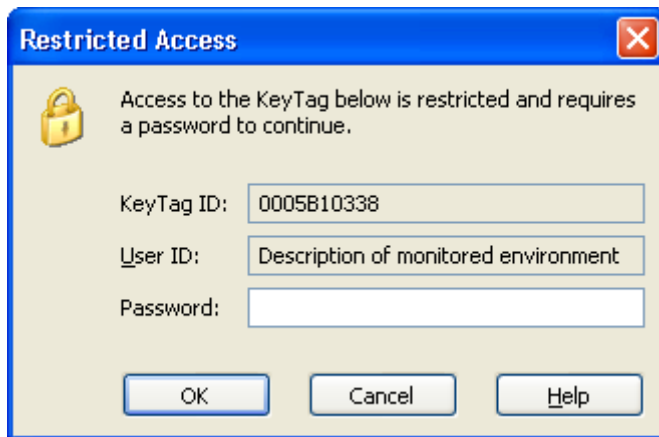 Restricted Access
Access to the KeyTag below is restricted and requires
a password to continue.
KeyTag ID: 0005B10338
User ID: Description of monitored environment
Password:
OK Cancel Help